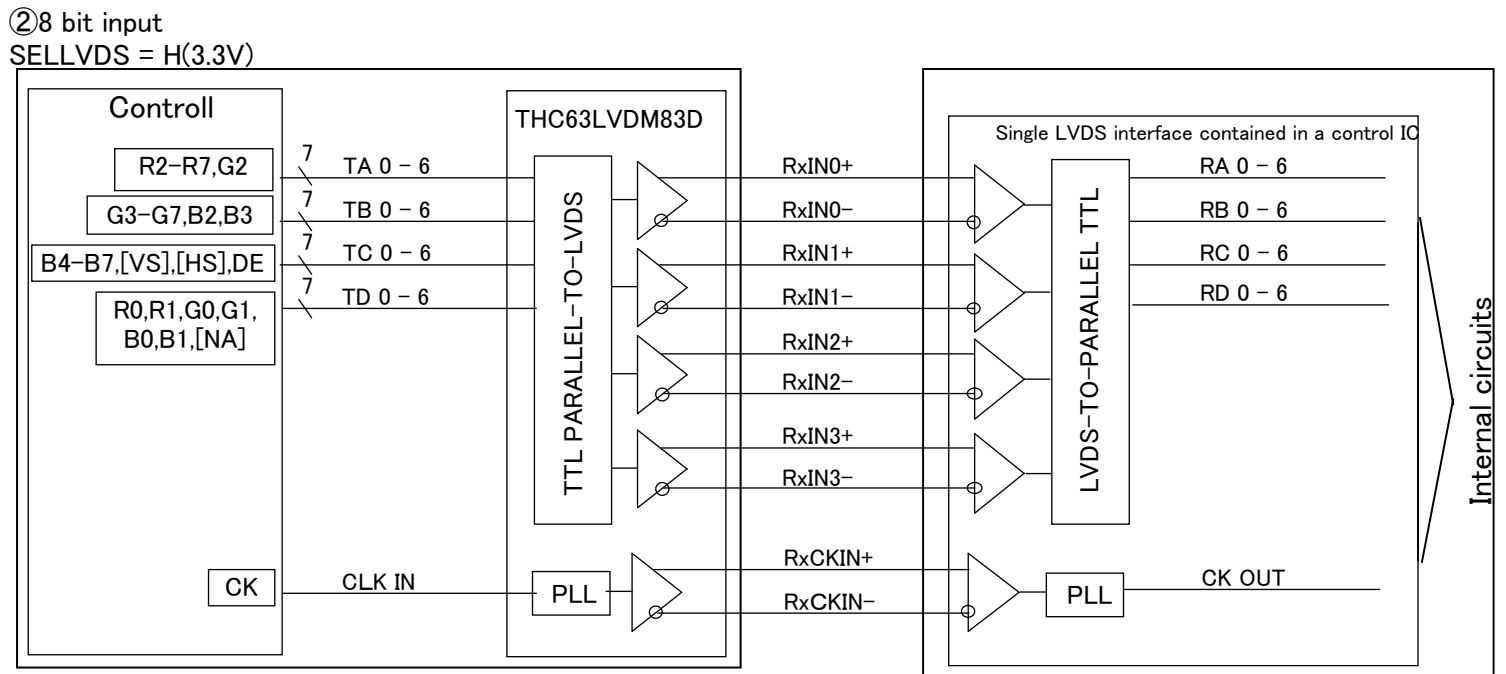 ②8 bit input
SELLVDS = H(3.3V)
Controll
THC63LVDM83D
Single LVDS interface contained in a control IC
R2-R7,G2
7
TA 0 - 6
RxIN0+
RA 0 - 6
G3-G7,B2,B3
7
TB 0 - 6
RxIN0-
RB 0 - 6
B4-B7,[VS],[HS],DE
7
TC 0 - 6
RxIN1+
RC 0 - 6
R0,R1,G0,G1,
B0,B1,[NA]
7
TD 0 - 6
RxIN1-
RD 0 - 6
TTL PARALLEL-TO-LVDS
RxIN2+
RxIN2-
RxIN3+
RxIN3-
LVDS-TO-PARALLEL TTL
Internal circuits
CK
CLK IN
PLL
RxCKIN+
RxCKIN-
PLL
CK OUT